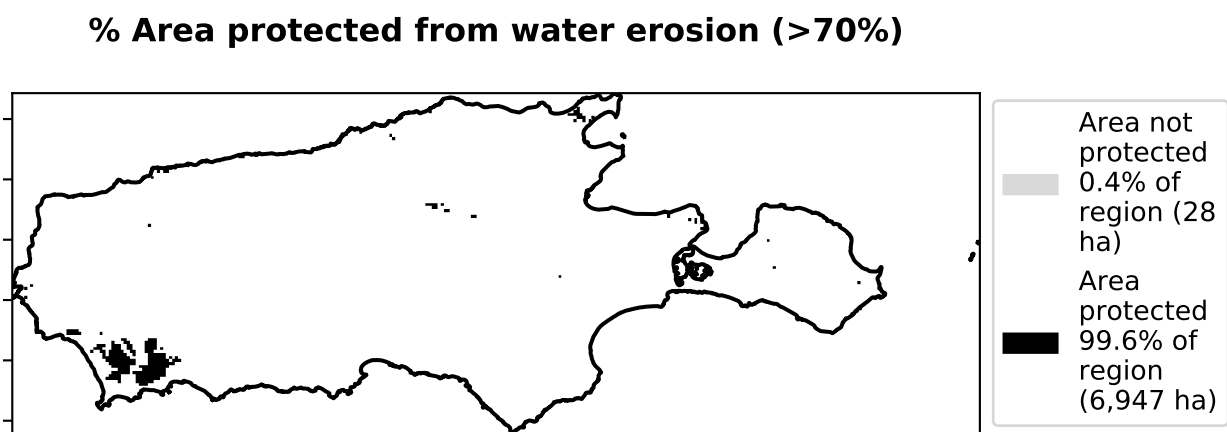 % Area protected from water erosion (>70%)
Area not
protected
0.4% of
region (28
ha)
Area
protected
99.6% of
region
(6,947 ha)